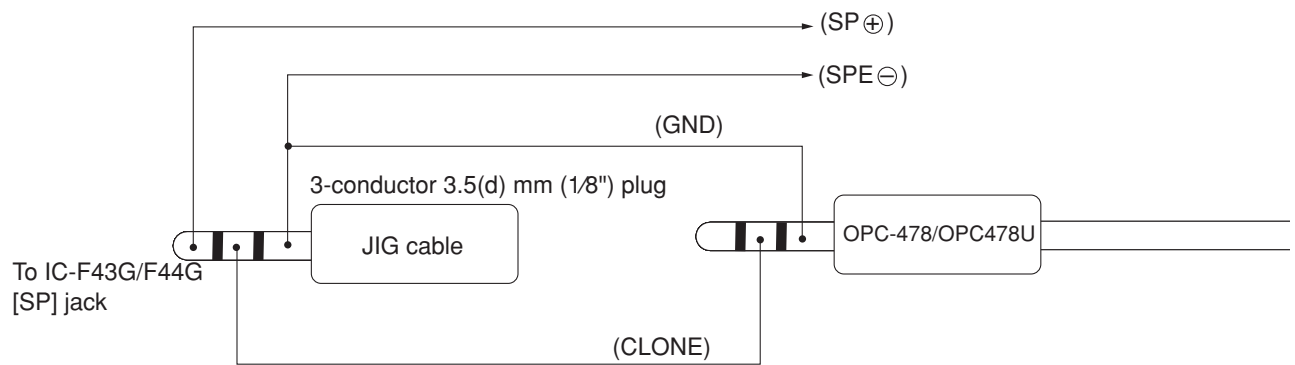 (SP⊕)
(SPE⊖)
(GND)
3-conductor 3.5(d) mm (1/8") plug
JIG cable
OPC-478/OPC478U
To IC-F43G/F44G
[SP] jack
(CLONE)